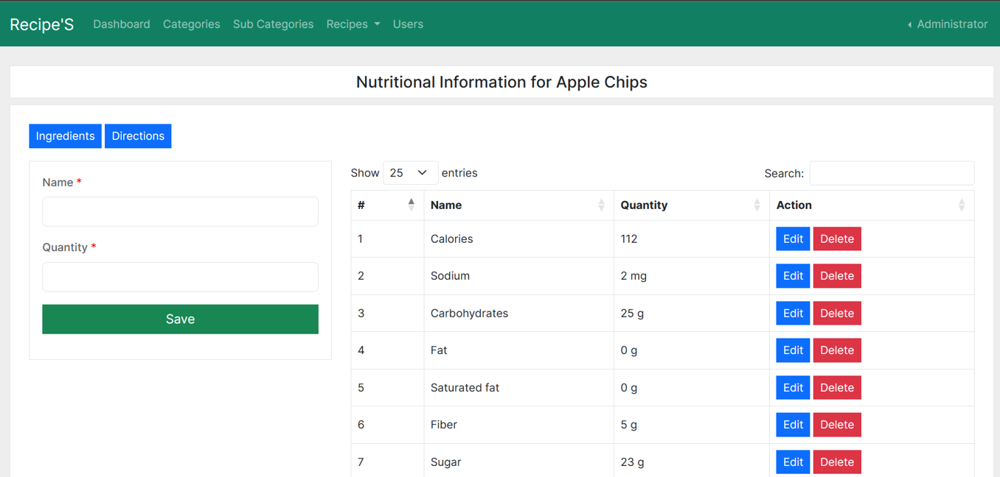 Recipe'S Dashboard Categories Sub Categories Recipes Users Administrator
Nutritional Information for Apple Chips
Ingredients Directions
Name *
Quantity *
Save
Show 25 entries Search:
# Name Quantity Action
1 Calories 112 Edit Delete
2 Sodium 2 mg Edit Delete
3 Carbohydrates 25 g Edit Delete
4 Fat 0 g Edit Delete
5 Saturated fat 0 g Edit Delete
6 Fiber 5 g Edit Delete
7 Sugar 23 g Edit Delete